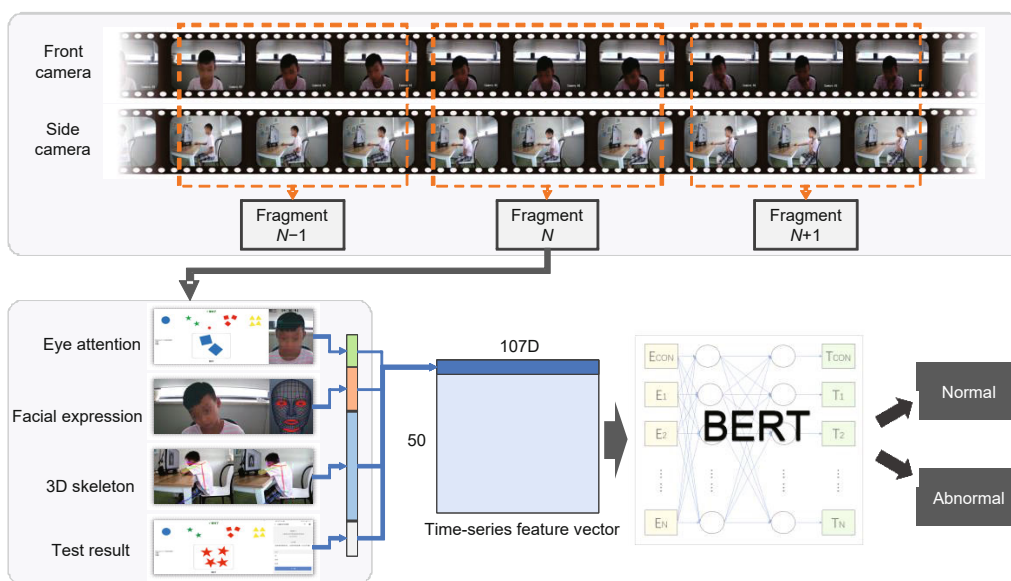 Front
camera
Side
camera
Fragment
N−1
Fragment
N
Fragment
N+1
Eye attention
Facial expression
3D skeleton
Test result
107D
50
Time-series feature vector
ECON
E1
E2
EN
BERT
TCON
T1
T2
TN
Normal
Abnormal